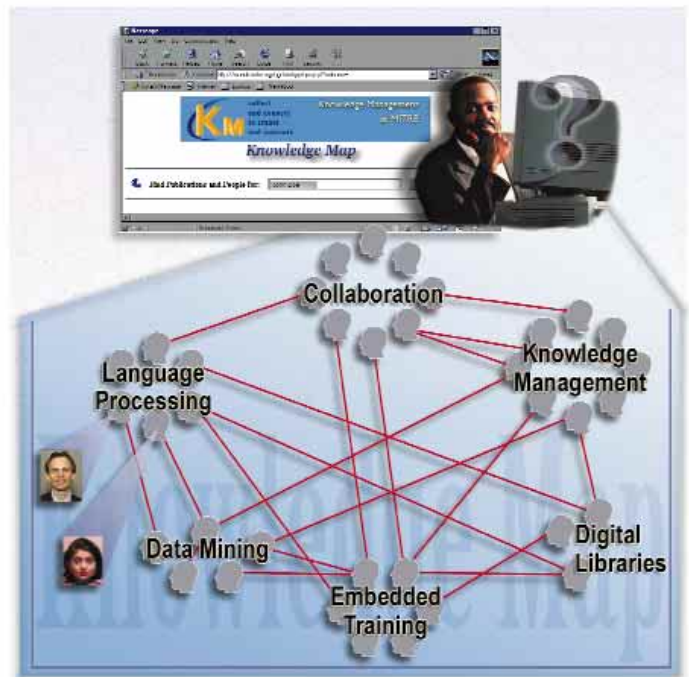 Netscape
KM
collect
and connect
to create
and innovate
Knowledge Management
@ MITRE
Knowledge Map
Find Publications and People for:
Collaboration
Knowledge
Management
Language
Processing
Data Mining
Digital
Libraries
Embedded
Training
Knowledge Map